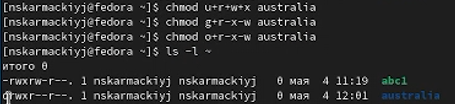 [nskarmackiyj@fedora ~]$ chmod u+r+w+x australia
[nskarmackiyj@fedora ~]$ chmod g+r-x-w australia
[nskarmackiyj@fedora ~]$ chmod o+r-x-w australia
[nskarmackiyj@fedora ~]$ ls -l ~
итого 0
-rwxrw-r--. 1 nskarmackiyj nskarmackiyj 0 мая 4 11:19 abc1
drwxr--r--. 1 nskarmackiyj nskarmackiyj 0 мая 4 12:01 australia